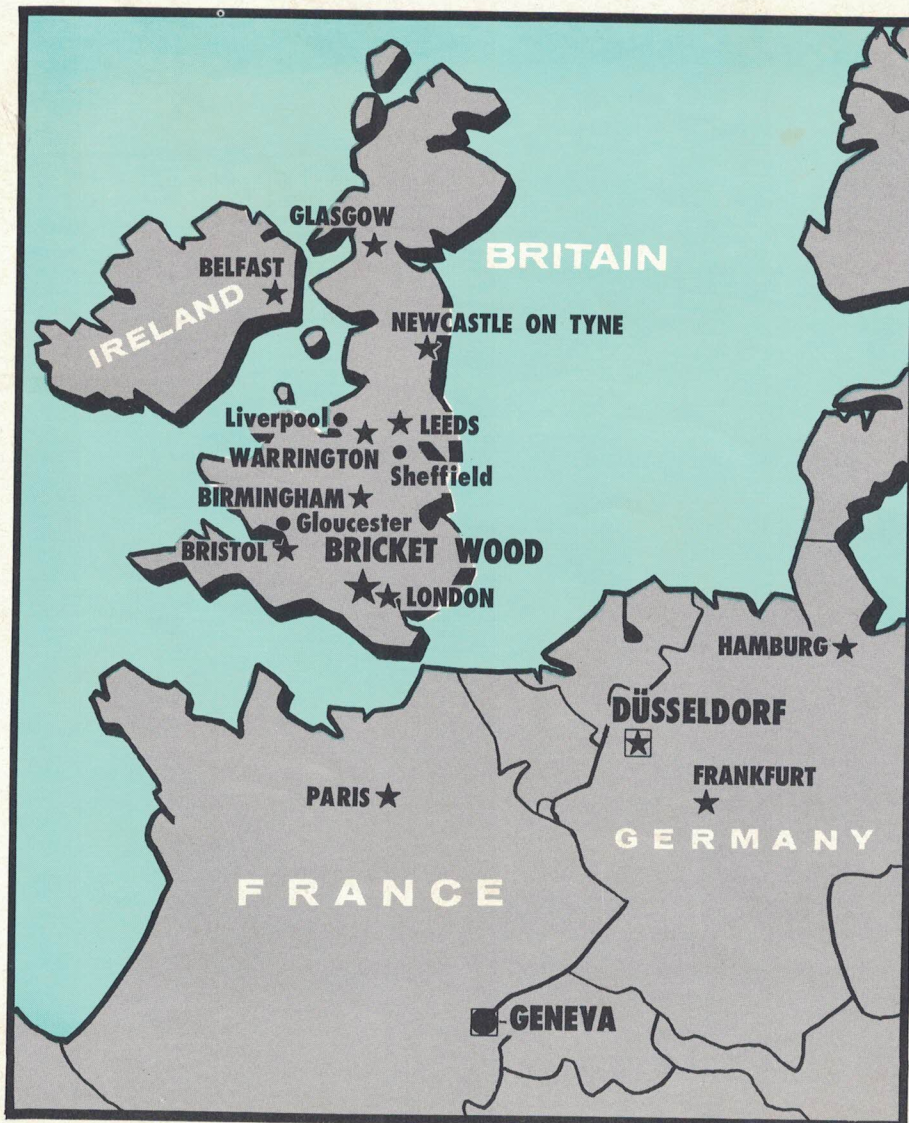 GLASGOW
BRITAIN
BELFAST
IRELAND
NEWCASTLE ON TYNE
Liverpool
LEEDS
WARRINGTON
Sheffield
BIRMINGHAM
Gloucester
BRISTOL
BRICKET WOOD
LONDON
HAMBURG
DÜSSELDORF
FRANKFURT
PARIS
GERMANY
FRANCE
GENEVA